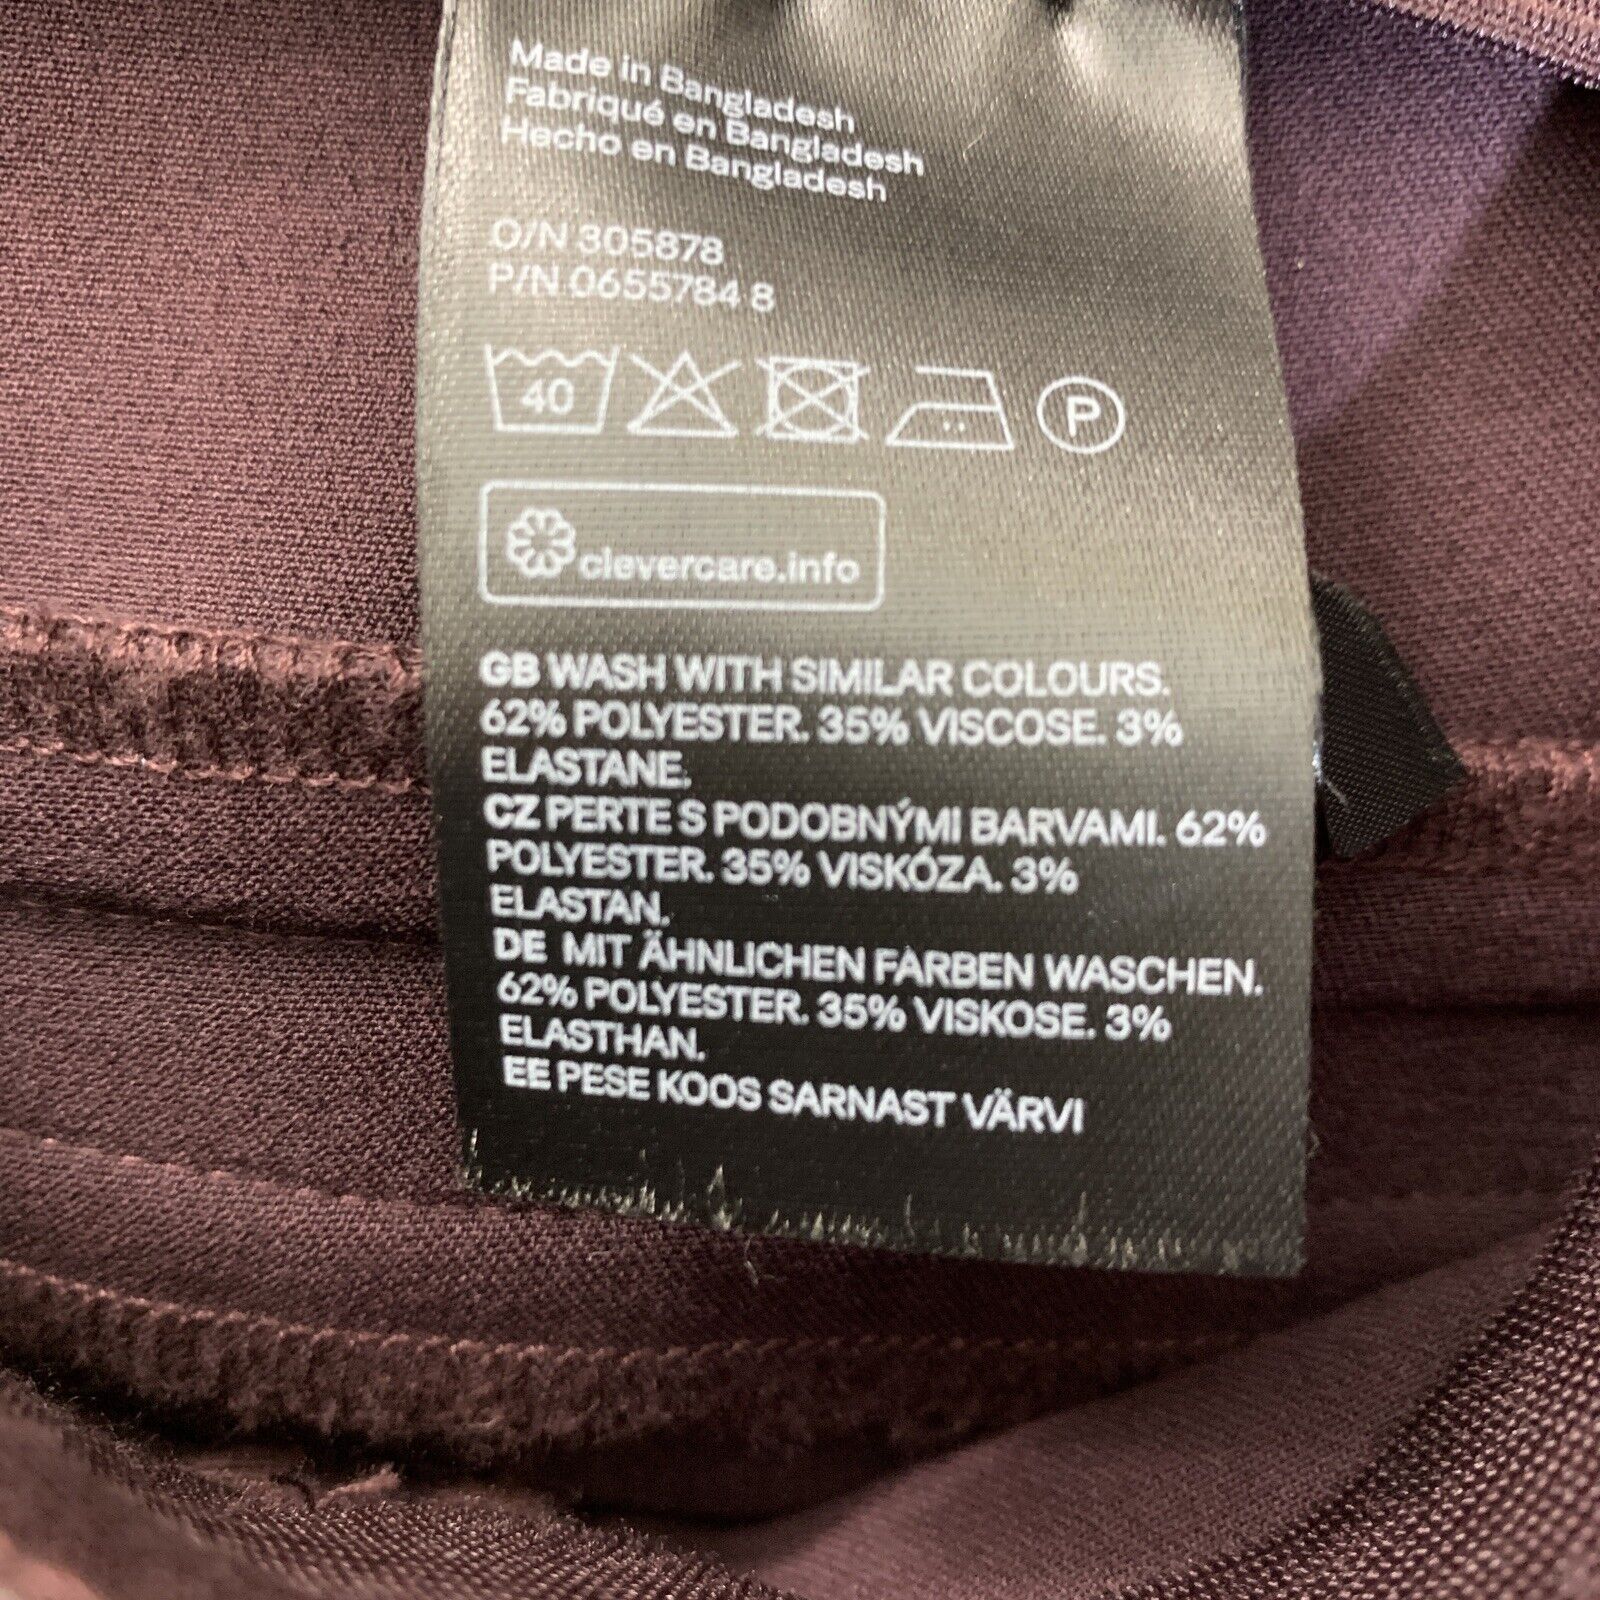 Made in Bangladesh
Fabriqué en Bangladesh
Hecho en Bangladesh
O/N 305878
P/N 0655784 8
40
P
clevercare.info
GB WASH WITH SIMILAR COLOURS.
62% POLYESTER. 35% VISCOSE. 3%
ELASTANE.
CZ PERTE S PODOBNÝMI BARVAMI. 62%
POLYESTER. 35% VISKÓZA. 3%
ELASTAN.
DE MIT ÄHNLICHEN FARBEN WASCHEN.
62% POLYESTER. 35% VISKOSE. 3%
ELASTHAN.
EE PESE KOOS SARNAST VÄRVI